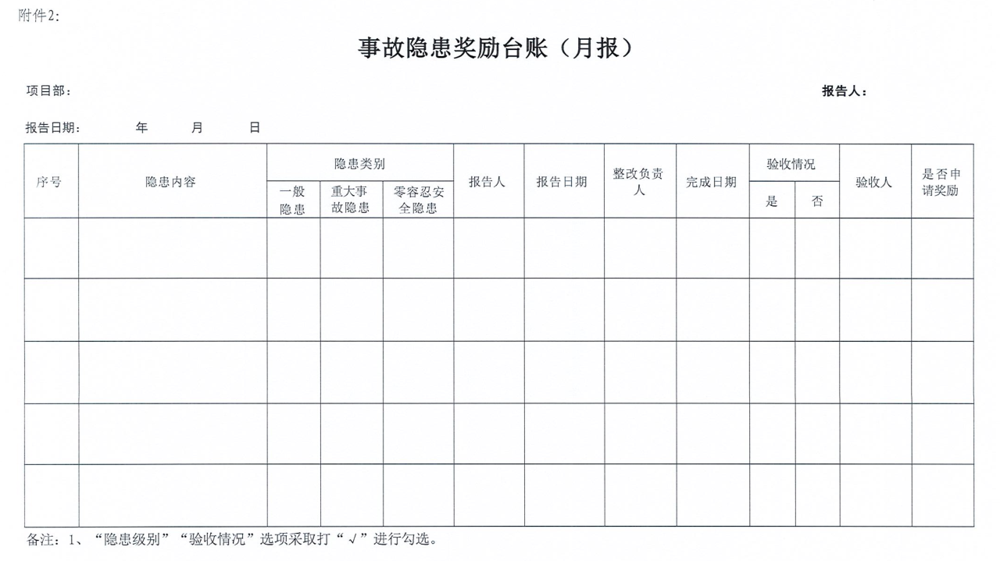 附件2：
事故隐患奖励台账（月报）
项目部： 报告人：
报告日期： 年 月 日
序号 隐患内容 隐患类别 报告人 报告日期 整改负责人 完成日期 验收情况 验收人 是否申请奖励
一般隐患 重大事故隐患 零容忍安全隐患 是 否
备注：1、“隐患级别”“验收情况”选项采取打“√”进行勾选。